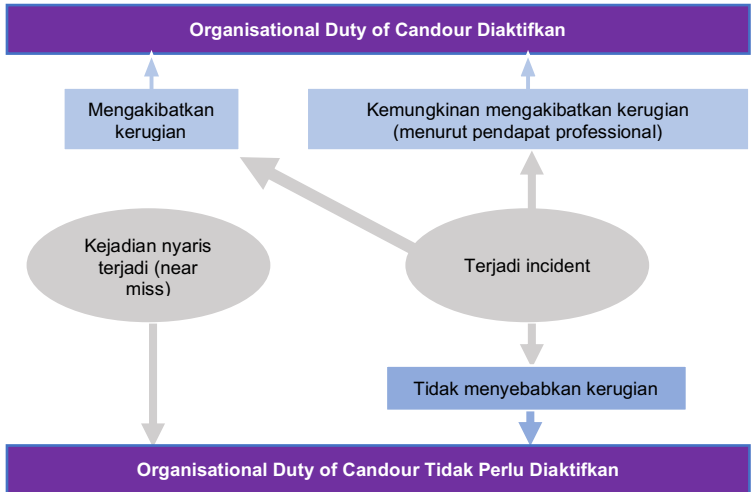 Organisational Duty of Candour Diaktifkan
Mengakibatkan
kerugian
Kemungkinan mengakibatkan kerugian
(menurut pendapat professional)
Kejadian nyaris
terjadi (near
miss)
Terjadi incident
Tidak menyebabkan kerugian
Organisational Duty of Candour Tidak Perlu Diaktifkan